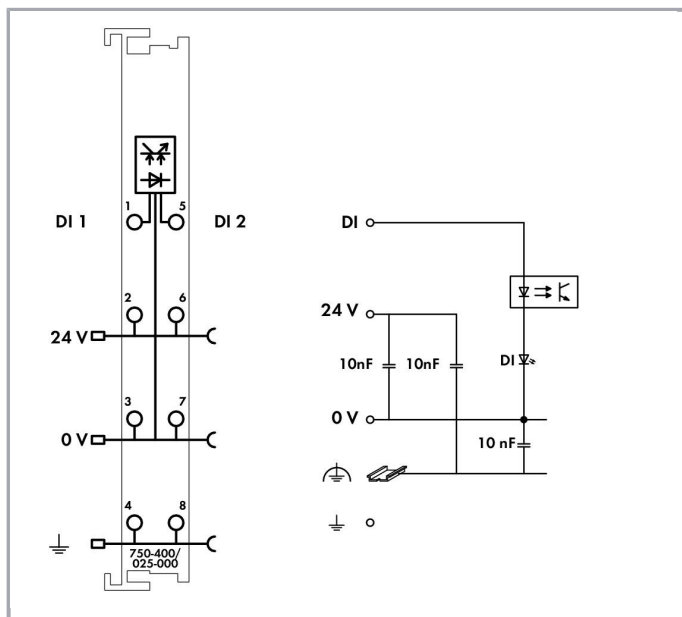 1
5
DI 1
DI 2
2
6
24 V
3
7
0 V
4
8
750-400/
025-000
DI
24 V
10nF
10nF
DI
0 V
10 nF